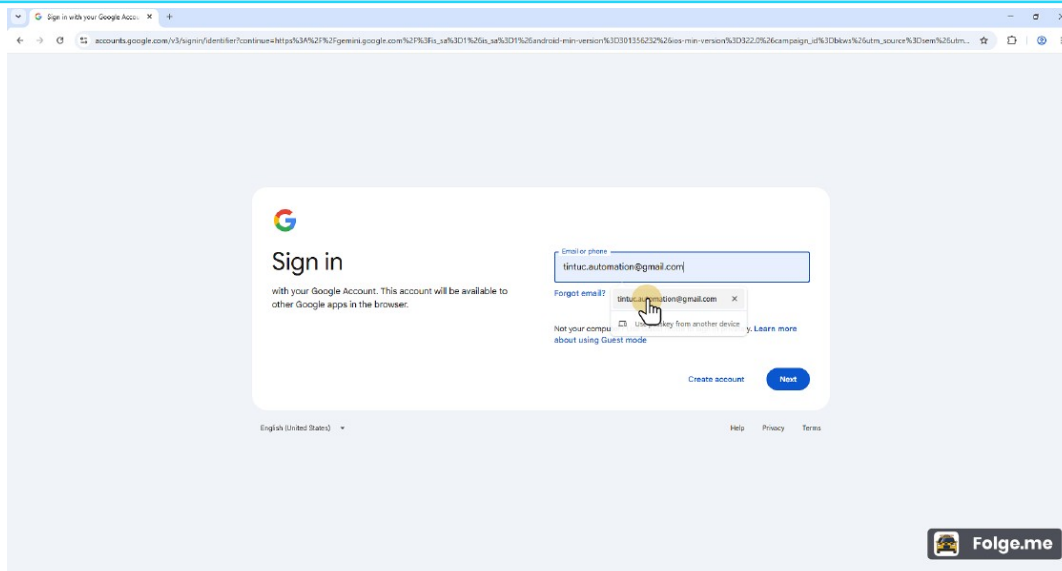 Sign in with your Google Accou
accounts.google.com/v3/signin/identifier?continue=https%3A%2F%2Fgemini.google.com%2F%3Fis_sa%3D1%26is_sa%3D1%26android-min-version%3D301356232%26ios-min-version%3D322.0%26campaign_id%3Dbkws%26utm_source%3Dsem%26utm...
Sign in
with your Google Account. This account will be available to
other Google apps in the browser.
Email or phone
tintuc.automation@gmail.com
Forgot email?
tintuc.automation@gmail.com
Use passkey from another device
Not your compu
y. Learn more
about using Guest mode
Create account
Next
English (United States)
Help
Privacy
Terms
Folge.me